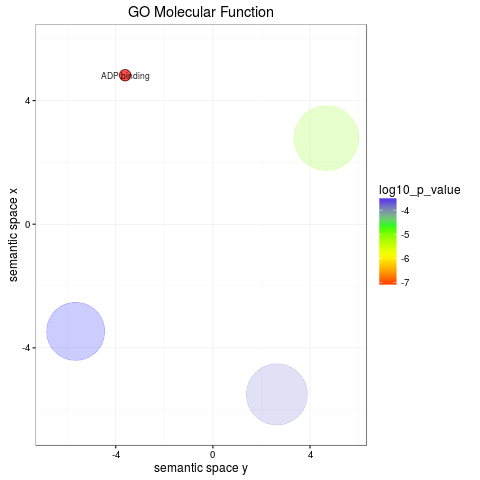 GO Molecular Function
ADP binding
4
0
-4
-4
0
4
semantic space x
semantic space y
log10_p_value
-4
-5
-6
-7